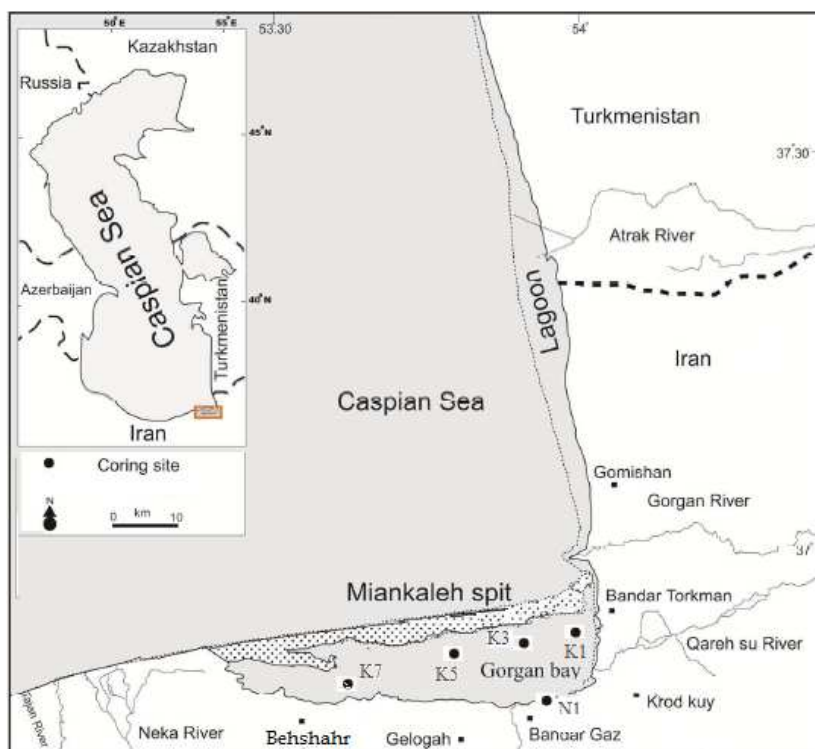 50°E
55°E
Kazakhstan
Russia
45°N
Caspian Sea
Azerbaijan
40°N
Turkmenistan
Iran
Coring site
N
km
0 10
53.30
54°
Turkmenistan
37.30
Atrak River
Lagoon
Iran
Caspian Sea
Gomishan
Gorgan River
37°
Miankaleh spit
Bandar Torkman
K3
K1
Qareh su River
K5
Gorgan bay
K7
N1
Krod kuy
Neka River
Behshahr
Gelogah
Bandar Gaz
River